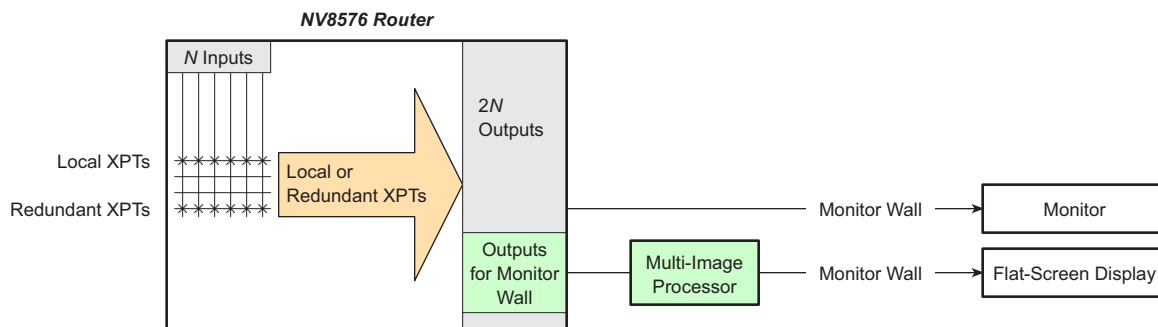 NV8576 Router
N Inputs
2N
Outputs
Local XPTs
Redundant XPTs
Local or
Redundant XPTs
Monitor Wall
Monitor
Outputs
for Monitor
Wall
Multi-Image
Processor
Monitor Wall
Flat-Screen Display